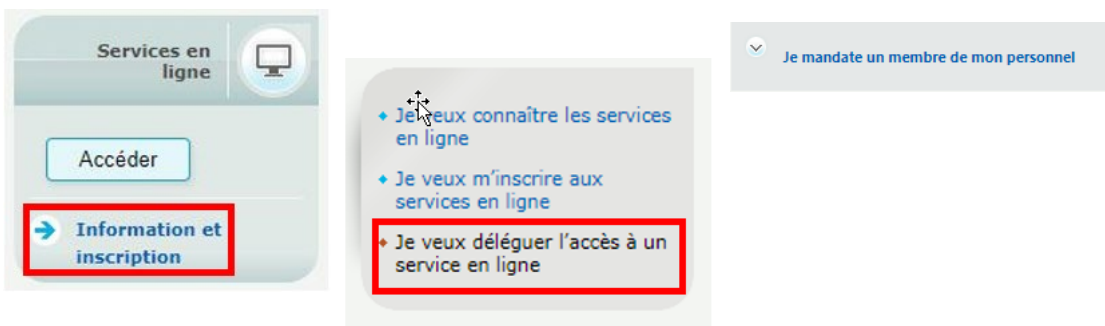 Services en
ligne
Accéder
Information et
inscription
Je veux connaître les services
en ligne
Je veux m'inscrire aux
services en ligne
Je veux déléguer l'accès à un
service en ligne
Je mandate un membre de mon personnel